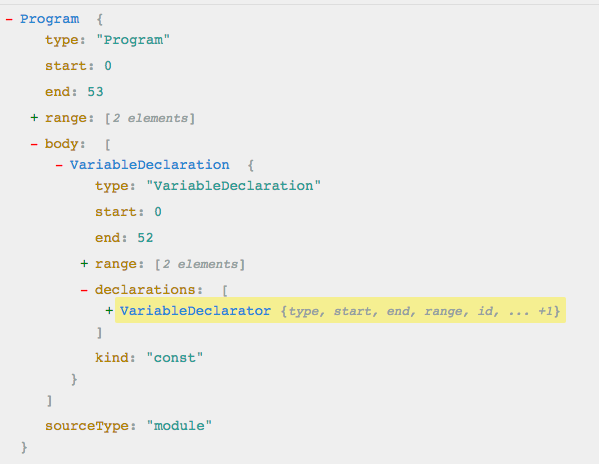 - Program {
type: "Program"
start: 0
end: 53
+ range: [2 elements]
- body: [
- VariableDeclaration {
type: "VariableDeclaration"
start: 0
end: 52
+ range: [2 elements]
- declarations: [
+ VariableDeclarator {type, start, end, range, id, ... +1}
]
kind: "const"
}
]
sourceType: "module"
}